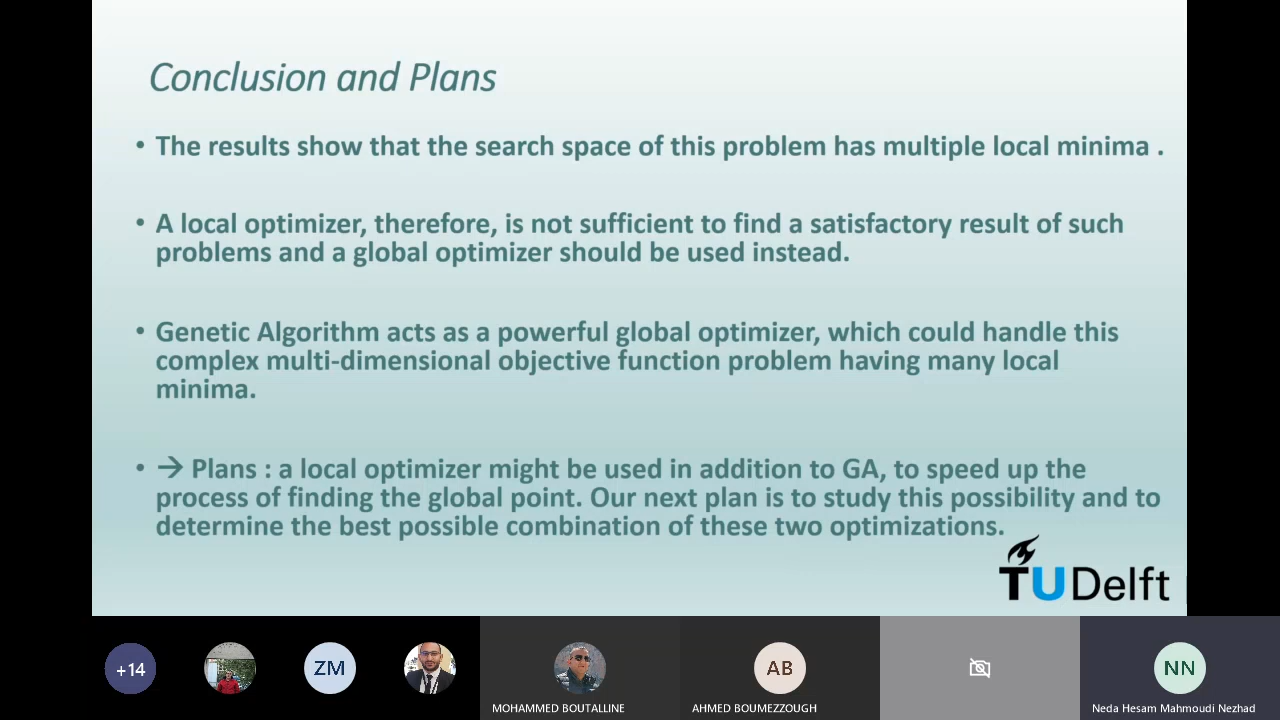 Conclusion and Plans
• The results show that the search space of this problem has multiple local minima .
• A local optimizer, therefore, is not sufficient to find a satisfactory result of such
problems and a global optimizer should be used instead.
• Genetic Algorithm acts as a powerful global optimizer, which could handle this
complex multi-dimensional objective function problem having many local
minima.
• → Plans : a local optimizer might be used in addition to GA, to speed up the
process of finding the global point. Our next plan is to study this possibility and to
determine the best possible combination of these two optimizations.
TU Delft
+14
ZM
MOHAMMED BOUTALLINE
AB
AHMED BOUMEZZOUGH
NN
Neda Hesam Mahmoudi Nezhad